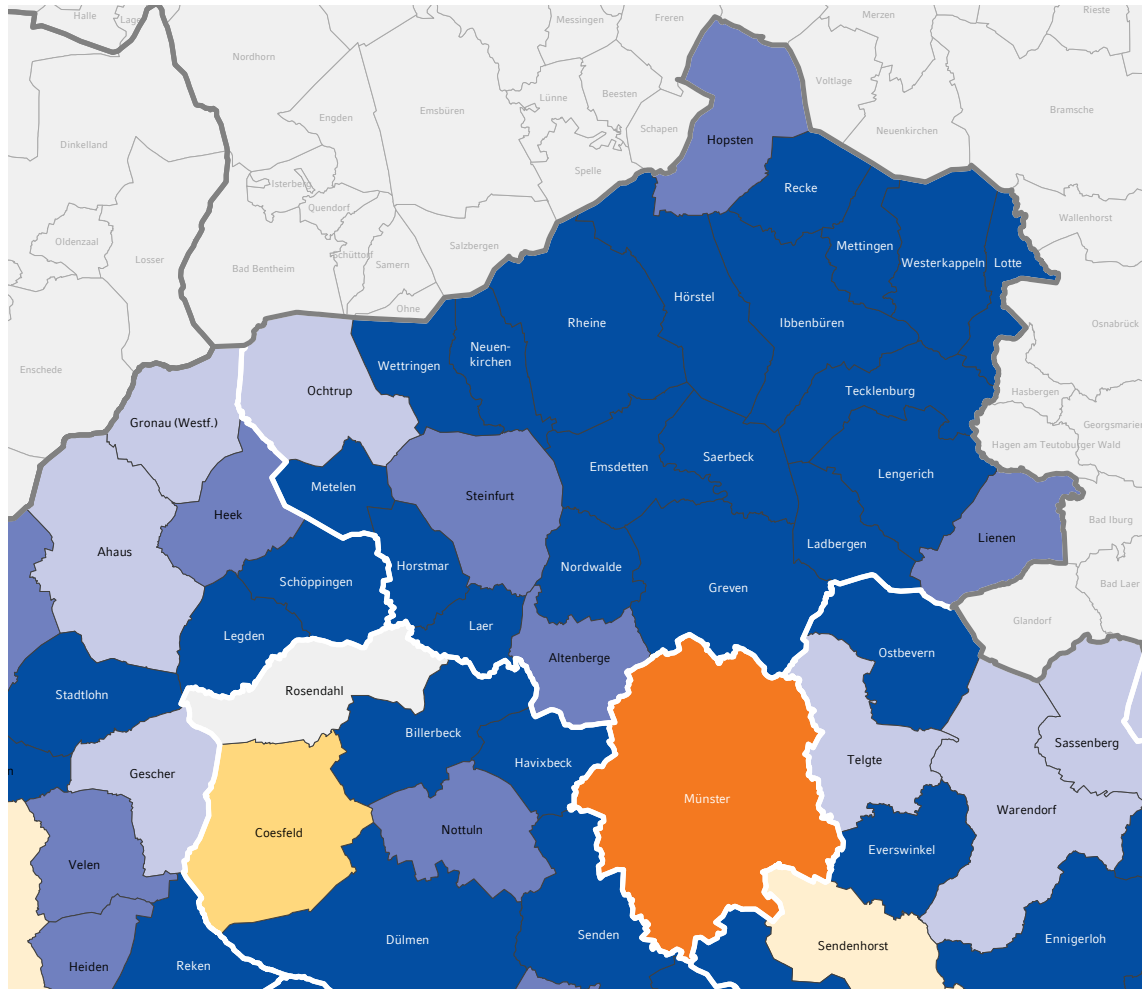 Halle
Lage
Messingen
Freren
Merzen
Rieste
Nordhorn
Voltlage
Lünne
Beesten
Emsbüren
Bramsche
Engden
Schapen
Neuenkirchen
Dinkelland
Hopsten
Spelle
Isterberg
Recke
Quendorf
Wallenhorst
Oldenzaal
Salzbergen
Mettingen
Losser
Schüttorf
Samern
Westerkappeln
Lotte
Bad Bentheim
Hörstel
Ohne
Rheine
Ibbenbüren
Osnabrück
Neuen-
kirchen
Wettringen
Enschede
Ochtrup
Tecklenburg
Hasbergen
Gronau (Westf.)
Georgsmarien
Hagen am Teutoburger Wald
Saerbeck
Emsdetten
Lengerich
Metelen
Steinfurt
Heek
Bad Iburg
Lienen
Ladbergen
Ahaus
Horstmar
Nordwalde
Schöppingen
Bad Laer
Greven
Glandorf
Laer
Legden
Ostbevern
Altenberge
Rosendahl
Stadtlohn
Billerbeck
Sassenberg
Telgte
Havixbeck
n
Gescher
Münster
Warendorf
Coesfeld
Nottuln
Everswinkel
Velen
Senden
Dülmen
Ennigerloh
Sendenhorst
Heiden
Reken